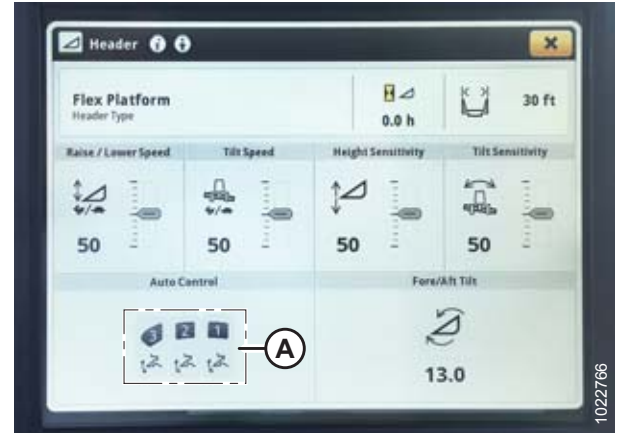 Header
Flex Platform
Header Type
0.0 h
30 ft
Raise / Lower Speed
Tilt Speed
Height Sensitivity
Tilt Sensitivity
50
50
50
50
Auto Control
Fore/Aft Tilt
3 2 1
A
13.0
1022766